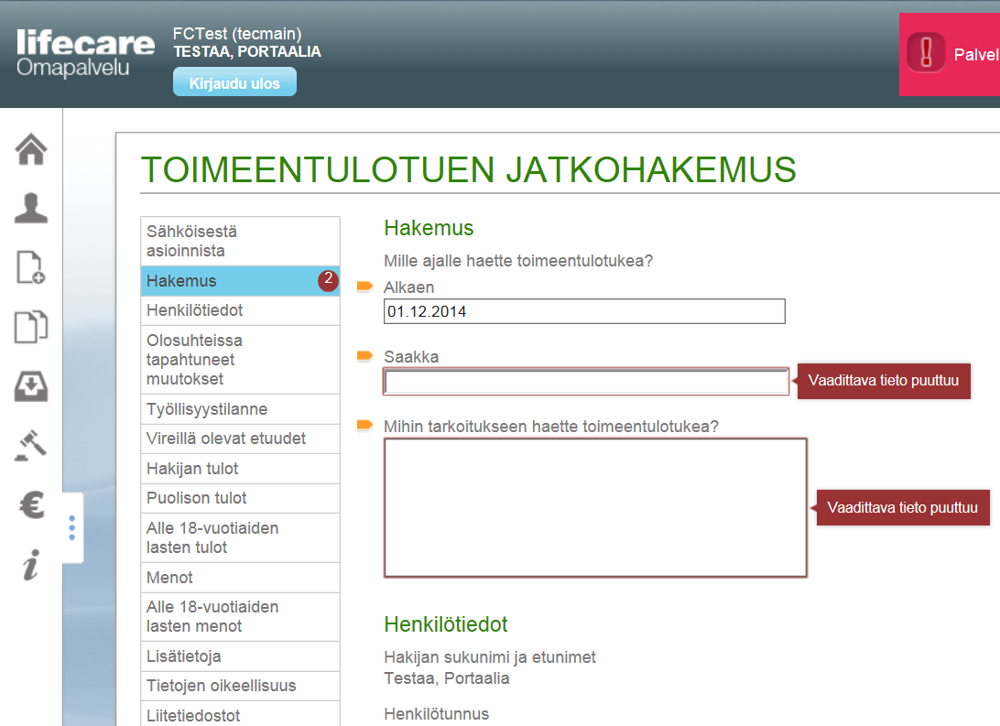 lifecare
Omapalvelu
FCTest (tecmain)
TESTAA, PORTAALIA
Kirjaudu ulos
TOIMEENTULOTUEN JATKOHAKEMUS
Sähköisestä
asioinnista
Hakemus 2
Henkilötiedot
Olosuhteissa
tapahtuneet
muutokset
Työllisyystilanne
Vireillä olevat etuudet
Hakijan tulot
Puolison tulot
Alle 18-vuotiaiden
lasten tulot
Menot
Alle 18-vuotiaiden
lasten menot
Lisätietoja
Tietojen oikeellisuus
Liitetiedostot
Hakemus
Mille ajalle haette toimeentulotukea?
Alkaen
01.12.2014
Saakka
Vaadittava tieto puuttuu
Mihin tarkoitukseen haette toimeentulotukea?
Vaadittava tieto puuttuu
Henkilötiedot
Hakijan sukunimi ja etunimet
Testaa, Portaalia
Henkilötunnus